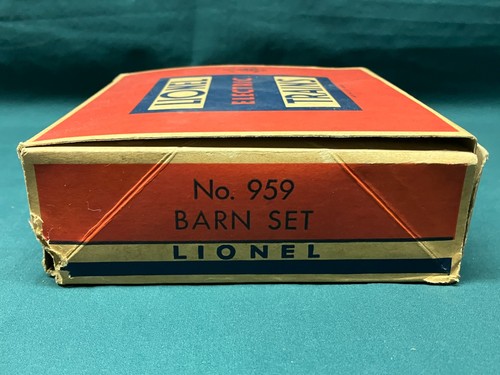 LIONEL
ELECTRIC
TRAINS
No. 959
BARN SET
LIONEL